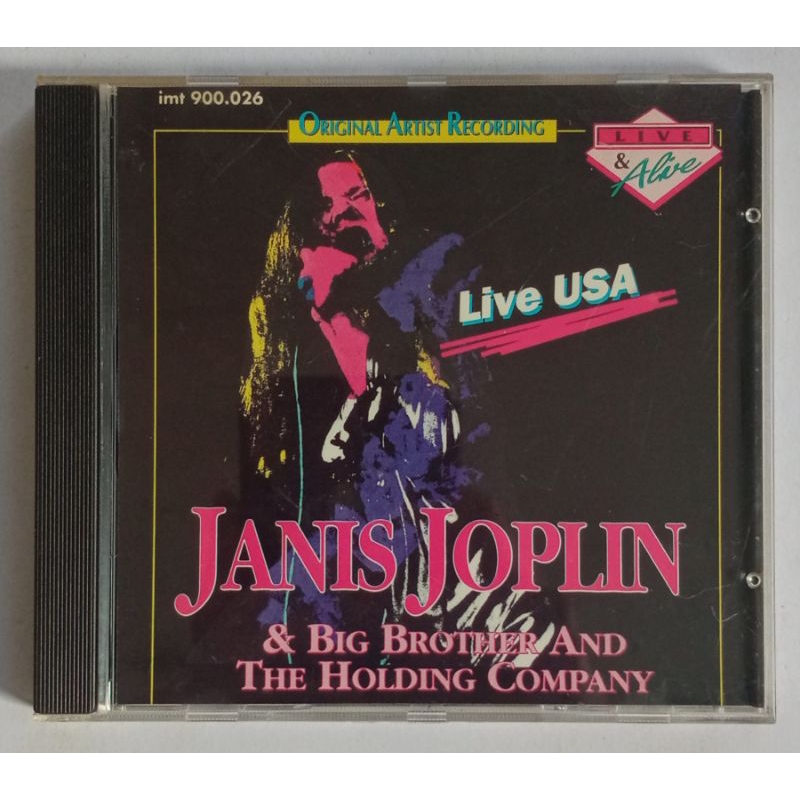 imt 900.026
ORIGINAL ARTIST RECORDING
LIVE
& Alive
Live USA
JANIS JOPLIN
& BIG BROTHER AND
THE HOLDING COMPANY